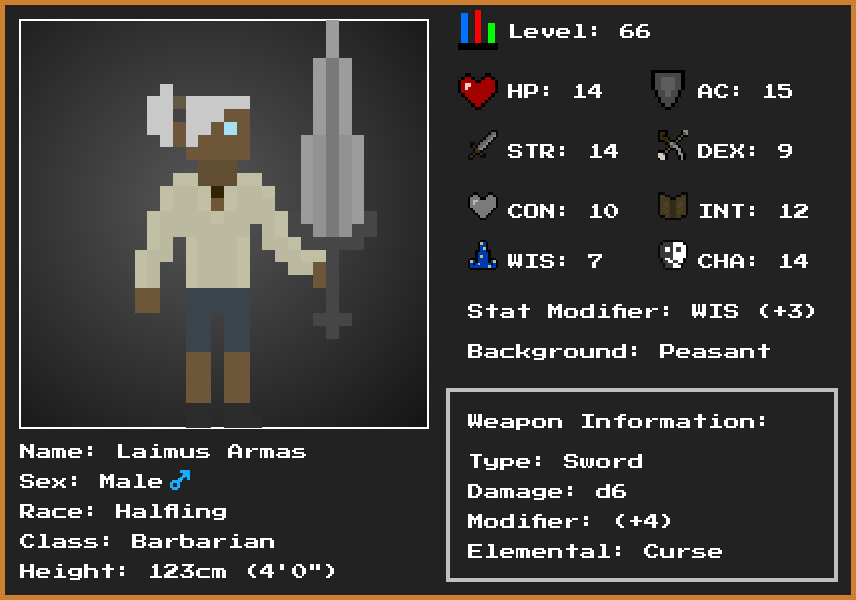 Level: 66
HP: 14
AC: 15
STR: 14
DEX: 9
CON: 10
INT: 12
WIS: 7
CHA: 14
Stat Modifier: WIS (+3)
Background: Peasant
Weapon Information:
Type: Sword
Damage: d6
Modifier: (+4)
Elemental: Curse
Name: Laimus Armas
Sex: Male ♂
Race: Halfling
Class: Barbarian
Height: 123cm (4'0")